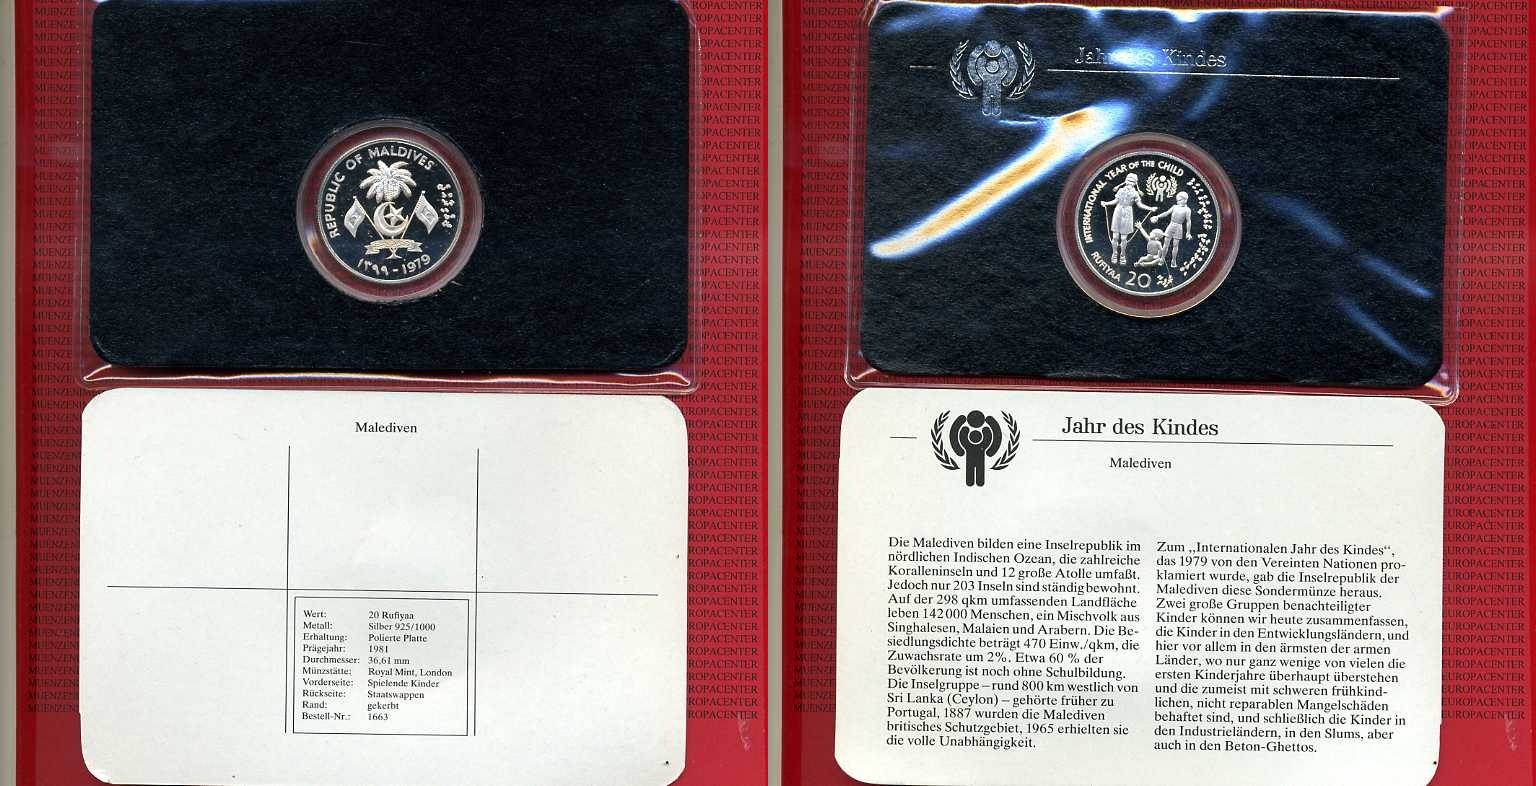 REPUBLIC OF MALDIVES
١٣٩٩ - 1979
Malediven
Wert: 20 Rufiyaa
Metall: Silber 925/1000
Erhaltung: Polierte Platte
Prägejahr: 1981
Durchmesser: 36,61 mm
Münzstätte: Royal Mint, London
Vorderseite: Spielende Kinder
Rückseite: Staatswappen
Rand: gekerbt
Bestell-Nr.: 1663
Jahr des Kindes
INTERNATIONAL YEAR OF THE CHILD
RUFIYAA 20
Jahr des Kindes
Malediven
Die Malediven bilden eine Inselrepublik im
nördlichen Indischen Ozean, die zahlreiche
Koralleninseln und 12 große Atolle umfaßt.
Jedoch nur 203 Inseln sind ständig bewohnt.
Auf der 298 qkm umfassenden Landfläche
leben 142 000 Menschen, ein Mischvolk aus
Singhalesen, Malaien und Arabern. Die Be-
siedlungsdichte beträgt 470 Einw./qkm, die
Zuwachsrate um 2%. Etwa 60 % der
Bevölkerung ist noch ohne Schulbildung.
Die Inselgruppe – rund 800 km westlich von
Sri Lanka (Ceylon) – gehörte früher zu
Portugal, 1887 wurden die Malediven
britisches Schutzgebiet, 1965 erhielten sie
die volle Unabhängigkeit.
Zum „Internationalen Jahr des Kindes“,
das 1979 von den Vereinten Nationen pro-
klamiert wurde, gab die Inselrepublik der
Malediven diese Sondermünze heraus.
Zwei große Gruppen benachteiligter
Kinder können wir heute zusammenfassen,
die Kinder in den Entwicklungsländern, und
hier vor allem in den ärmsten der armen
Länder, wo nur ganz wenige von vielen die
ersten Kinderjahre überhaupt überstehen
und die zumeist mit schweren frühkind-
lichen, nicht reparablen Mangelschäden
behaftet sind, und schließlich die Kinder in
den Industrieländern, in den Slums, aber
auch in den Beton-Ghettos.